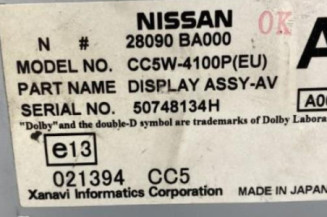 NISSAN
OK
N # 28090 BA000
MODEL NO. CC5W-4100P(EU)
PART NAME DISPLAY ASSY-AV
SERIAL NO. 50748134H
"Dolby" and the double-D symbol are trademarks of Dolby
e13
021394 CC5
Xanavi Informatics Corporation MADE IN JAPAN